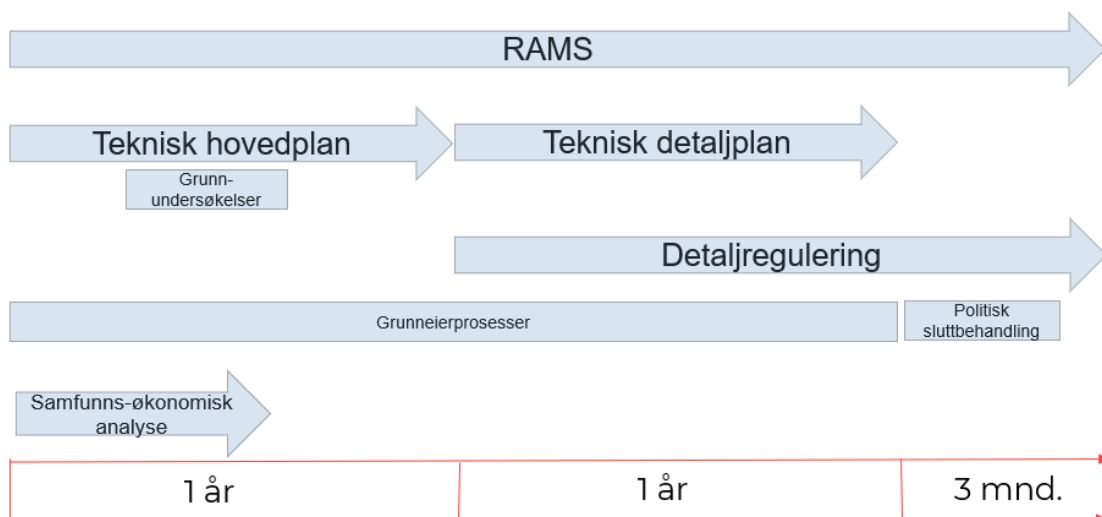 RAMS
Teknisk hovedplan
Teknisk detaljplan
Grunn-
undersøkelser
Detaljregulering
Grunneierprosesser
Politisk
sluttbehandling
Samfunns-økonomisk
analyse
1 år
1 år
3 mnd.